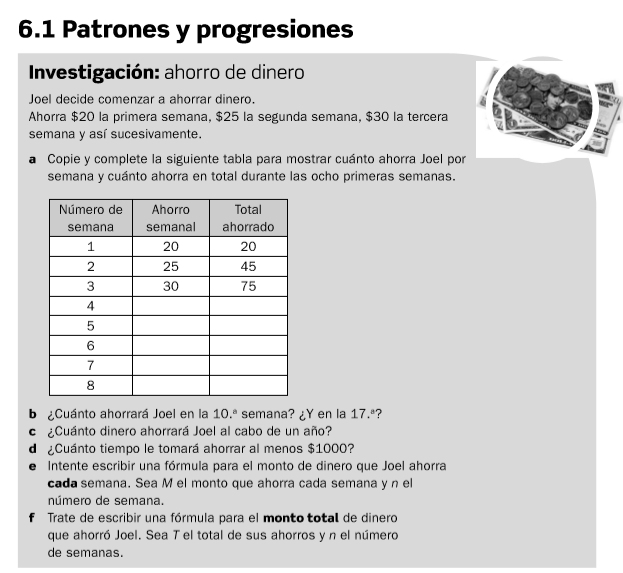 6.1 Patrones y progresiones
Investigación: ahorro de dinero
Joel decide comenzar a ahorrar dinero.
Ahorra $20 la primera semana, $25 la segunda semana, $30 la tercera
semana y así sucesivamente.
a Copie y complete la siguiente tabla para mostrar cuánto ahorra Joel por
semana y cuánto ahorra en total durante las ocho primeras semanas.
Número de semana Ahorro semanal Total ahorrado
1 20 20
2 25 45
3 30 75
4
5
6
7
8
b ¿Cuánto ahorrará Joel en la 10.ª semana? ¿Y en la 17.ª?
c ¿Cuánto dinero ahorrará Joel al cabo de un año?
d ¿Cuánto tiempo le tomará ahorrar al menos $1000?
e Intente escribir una fórmula para el monto de dinero que Joel ahorra
cada semana. Sea M el monto que ahorra cada semana y n el
número de semana.
f Trate de escribir una fórmula para el monto total de dinero
que ahorró Joel. Sea T el total de sus ahorros y n el número
de semanas.